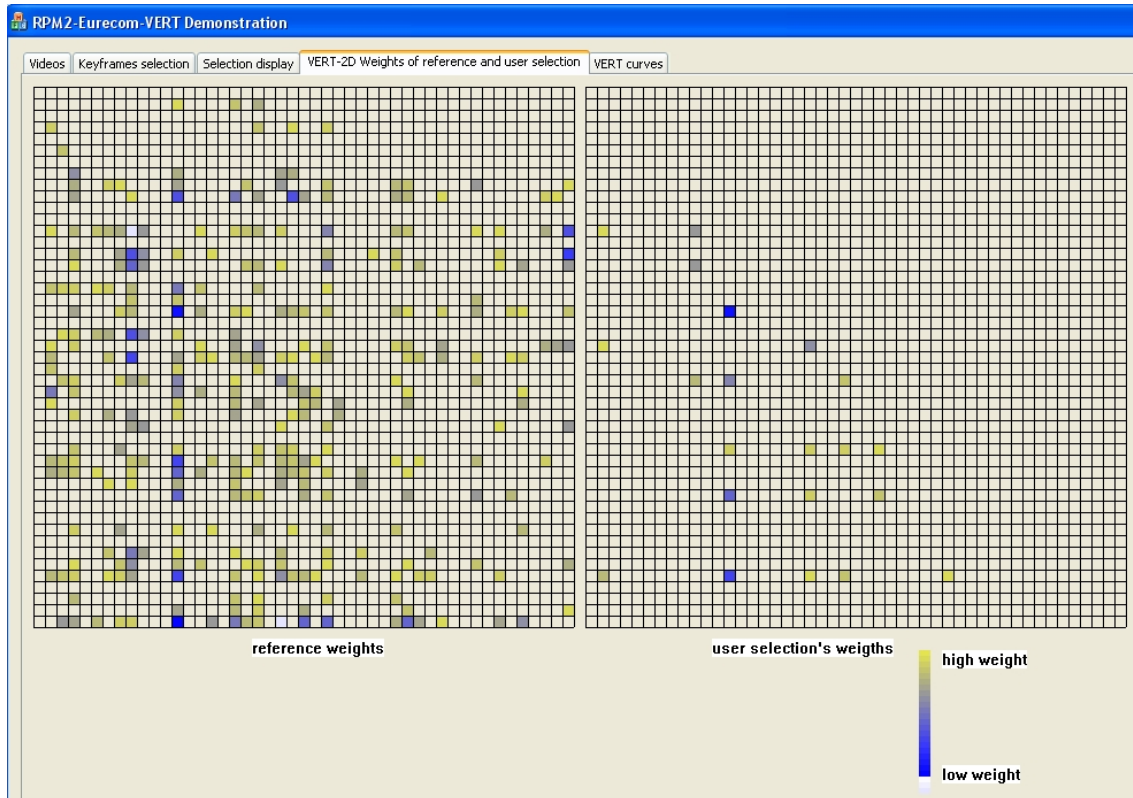 RPM2-Eurecom-VERT Demonstration
Videos Keyframes selection Selection display VERT-2D Weights of reference and user selection VERT curves
reference weights user selection's weigths
high weight
low weight